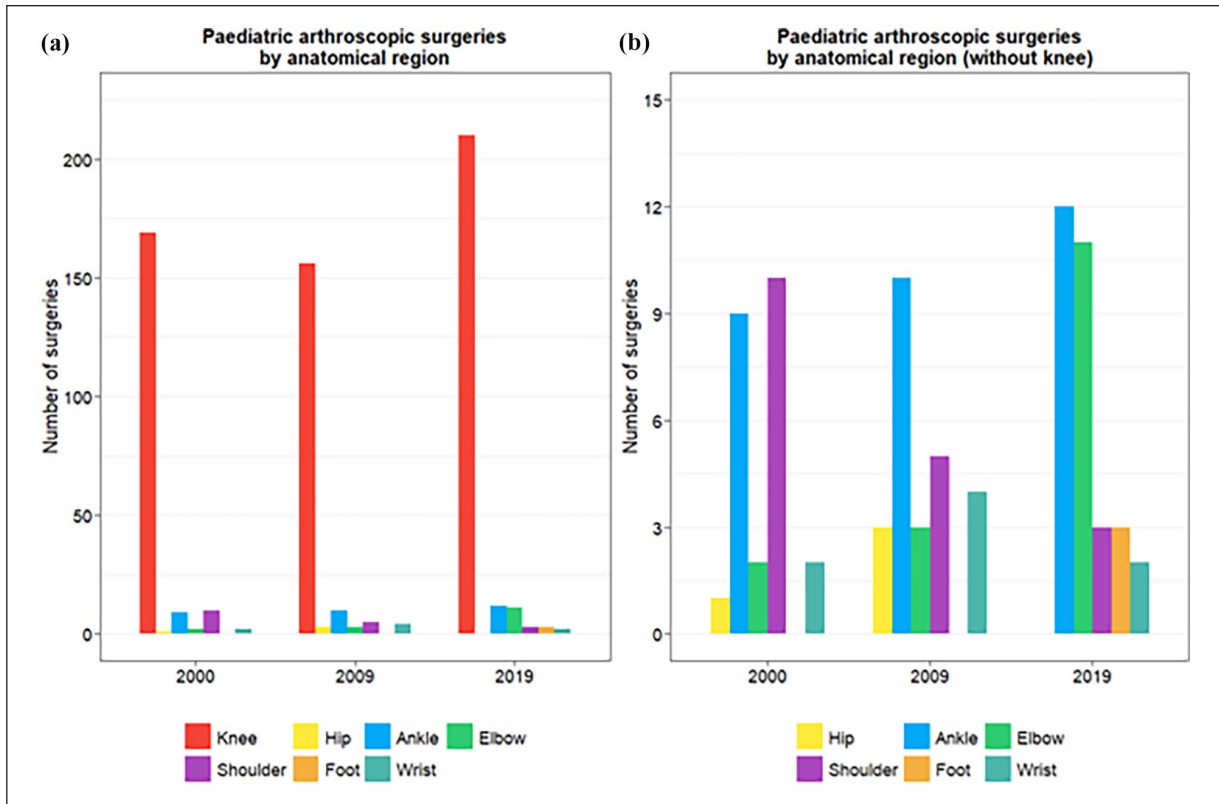 (a)
Paediatric arthroscopic surgeries
by anatomical region
Number of surgeries
200
150
100
50
0
2000 2009 2019
Knee Hip Ankle Elbow
Shoulder Foot Wrist
(b)
Paediatric arthroscopic surgeries
by anatomical region (without knee)
Number of surgeries
15
12
9
6
3
0
2000 2009 2019
Hip Ankle Elbow
Shoulder Foot Wrist